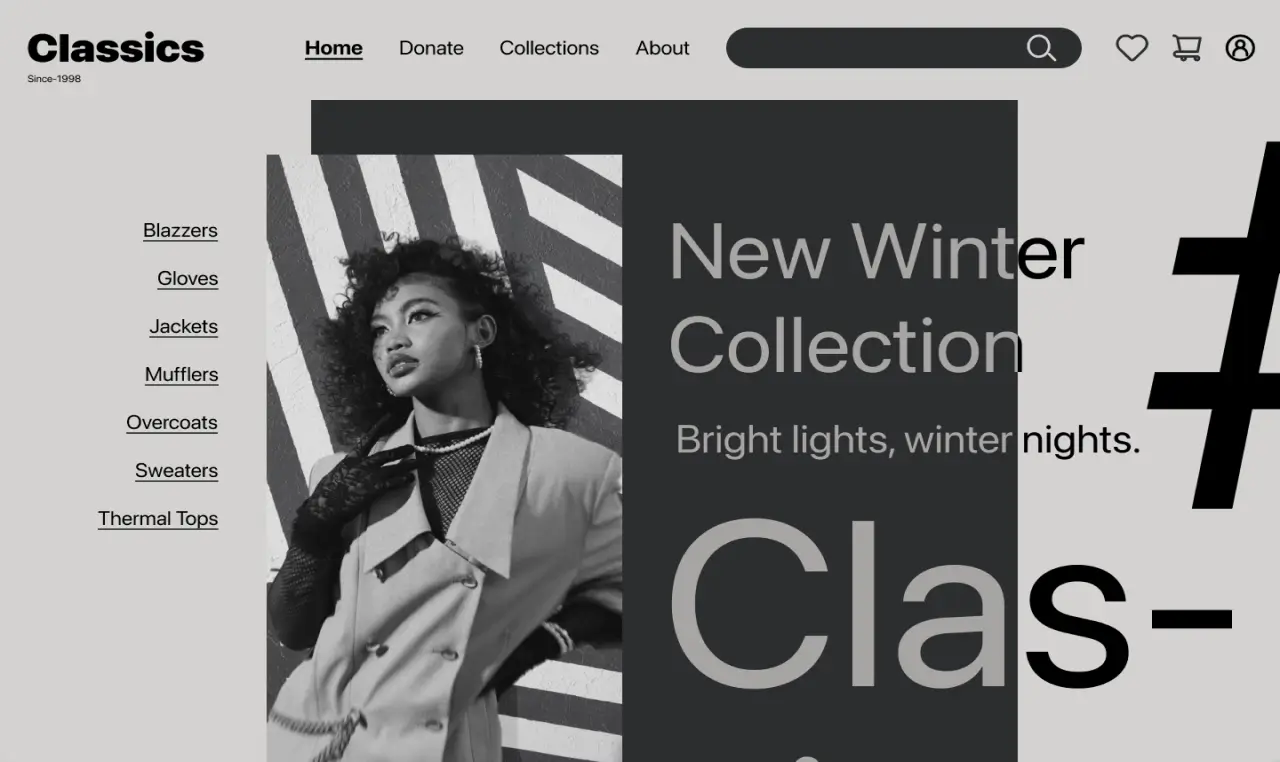 Classics
Since-1998
Home
Donate
Collections
About
Blazzers
Gloves
Jackets
Mufflers
Overcoats
Sweaters
Thermal Tops
New Winter
Collection
Bright lights, winter nights.
Clas-
#